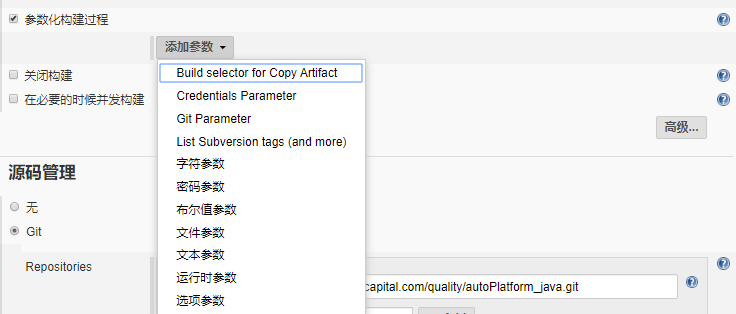 参数化构建过程
添加参数
Build selector for Copy Artifact
关闭构建
Credentials Parameter
在必要的时候并发构建
Git Parameter
高级...
List Subversion tags (and more)
字符参数
源码管理
密码参数
无
布尔值参数
Git
文件参数
文本参数
Repositories
运行时参数
capital.com/quality/autoPlatform_java.git
选项参数